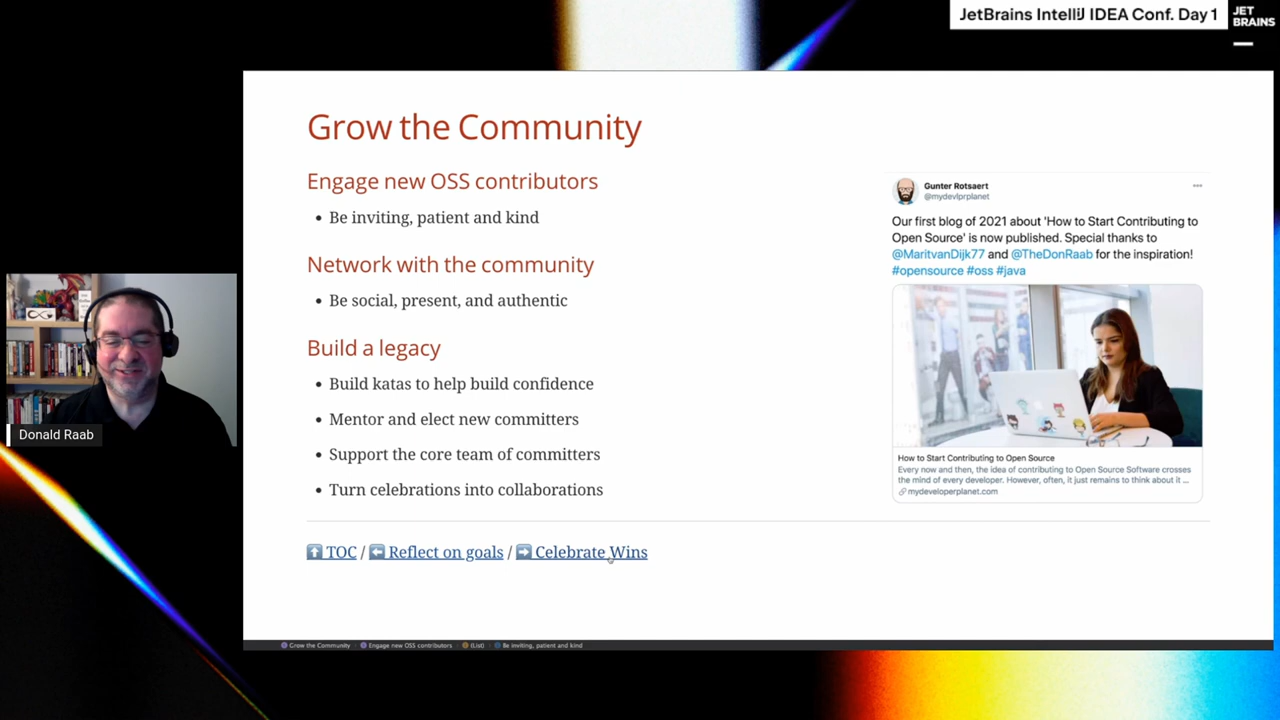 JetBrains IntelliJ IDEA Conf. Day 1
JET
BRAINS
Grow the Community
Engage new OSS contributors
• Be inviting, patient and kind
Network with the community
• Be social, present, and authentic
Build a legacy
• Build katas to help build confidence
• Mentor and elect new committers
• Support the core team of committers
• Turn celebrations into collaborations
Gunter Rotsaert
@mydevlprplanet
Our first blog of 2021 about 'How to Start Contributing to
Open Source' is now published. Special thanks to
@MaritvanDijk77 and @TheDonRaab for the inspiration!
#opensource #oss #java
How to Start Contributing to Open Source
Every now and then, the idea of contributing to Open Source Software crosses
the mind of every developer. However, often, it just remains to think about it ...
mydeveloperplanet.com
TOC / Reflect on goals / Celebrate Wins
Donald Raab
Grow the Community Engage new OSS contributors (List) Be inviting, patient and kind